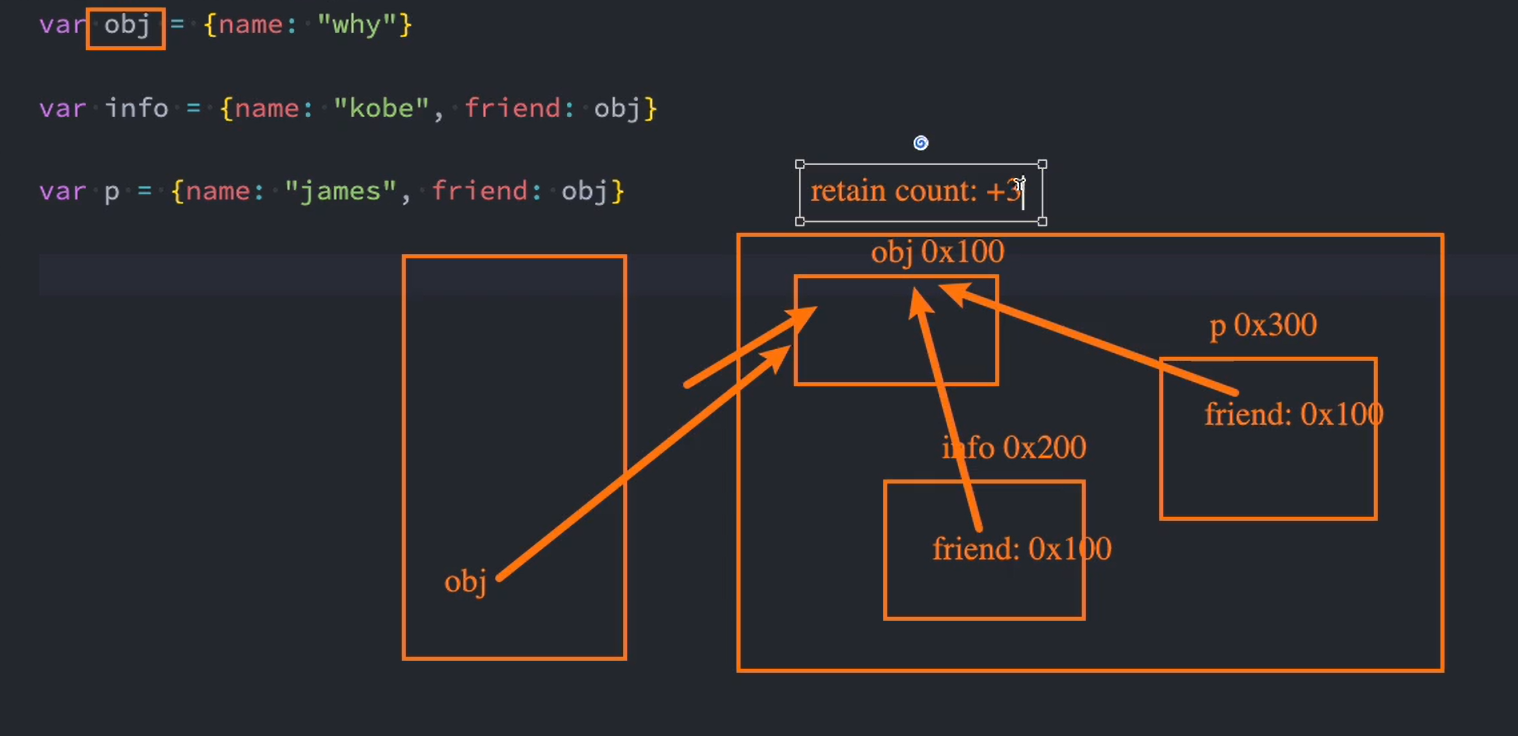 var obj = {name: "why"}
var info = {name: "kobe", friend: obj}
var p = {name: "james", friend: obj}
retain count: +3
obj 0x100
p 0x300
friend: 0x100
info 0x200
friend: 0x100
obj